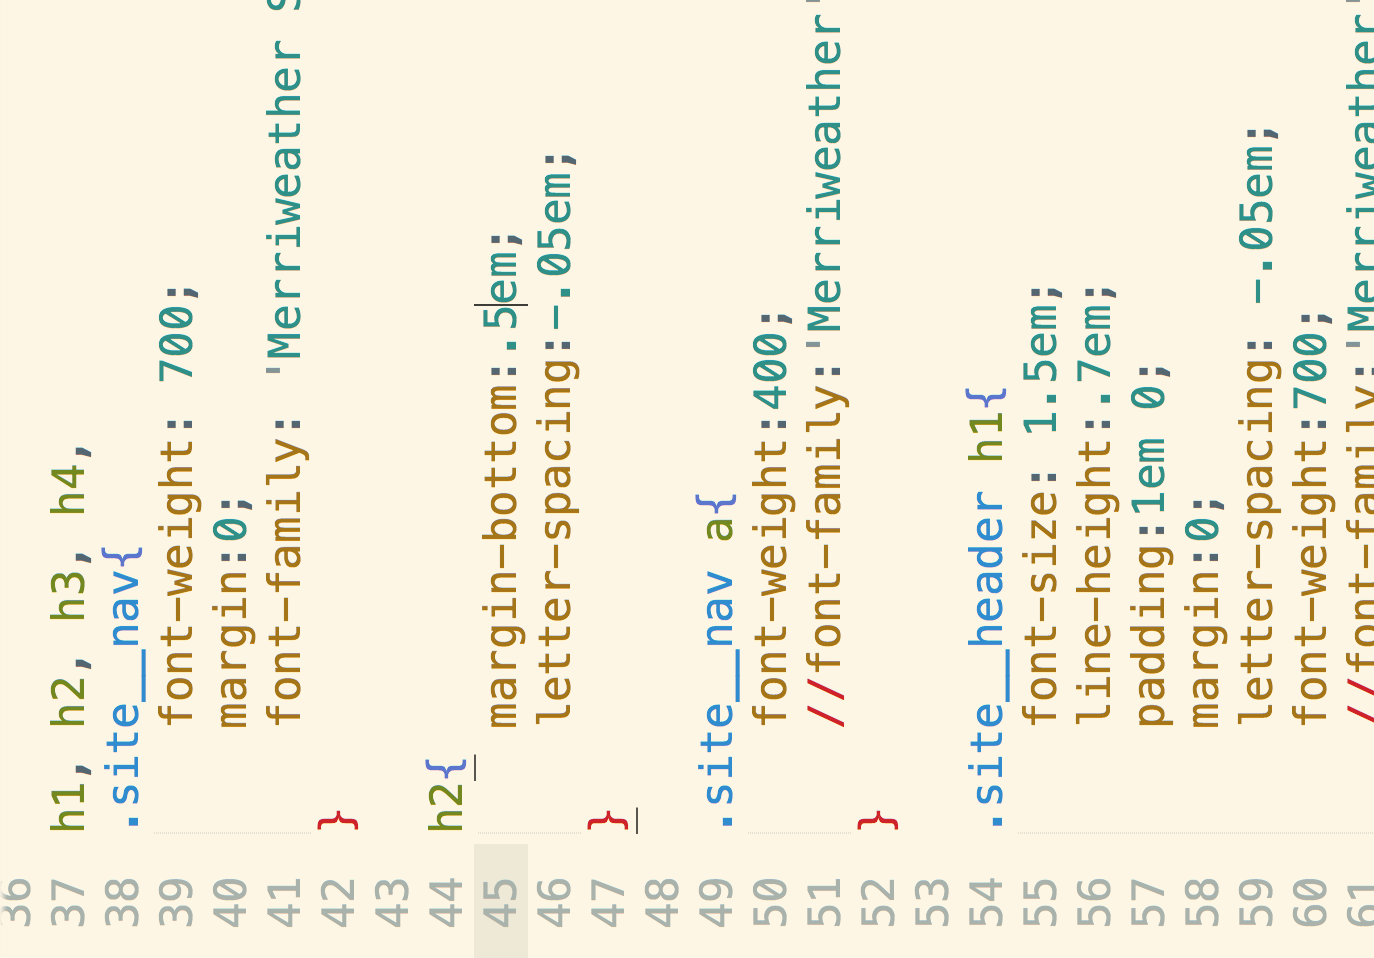 36
37 h1, h2, h3, h4,
38 .site__nav{
39     font-weight: 700;
40     margin:0;
41     font-family: 'Merriweather
42 }
43
44 h2{
45     margin-bottom:.5em;
46     letter-spacing:-.05em;
47 }
48
49 .site__nav a{
50     font-weight:400;
51     //font-family:'Merriweather
52 }
53
54 .site__header h1{
55     font-size: 1.5em;
56     line-height:.7em;
57     padding:1em 0;
58     margin:0;
59     letter-spacing: -.05em;
60     font-weight:700;
61     //font-family:'Merriweather